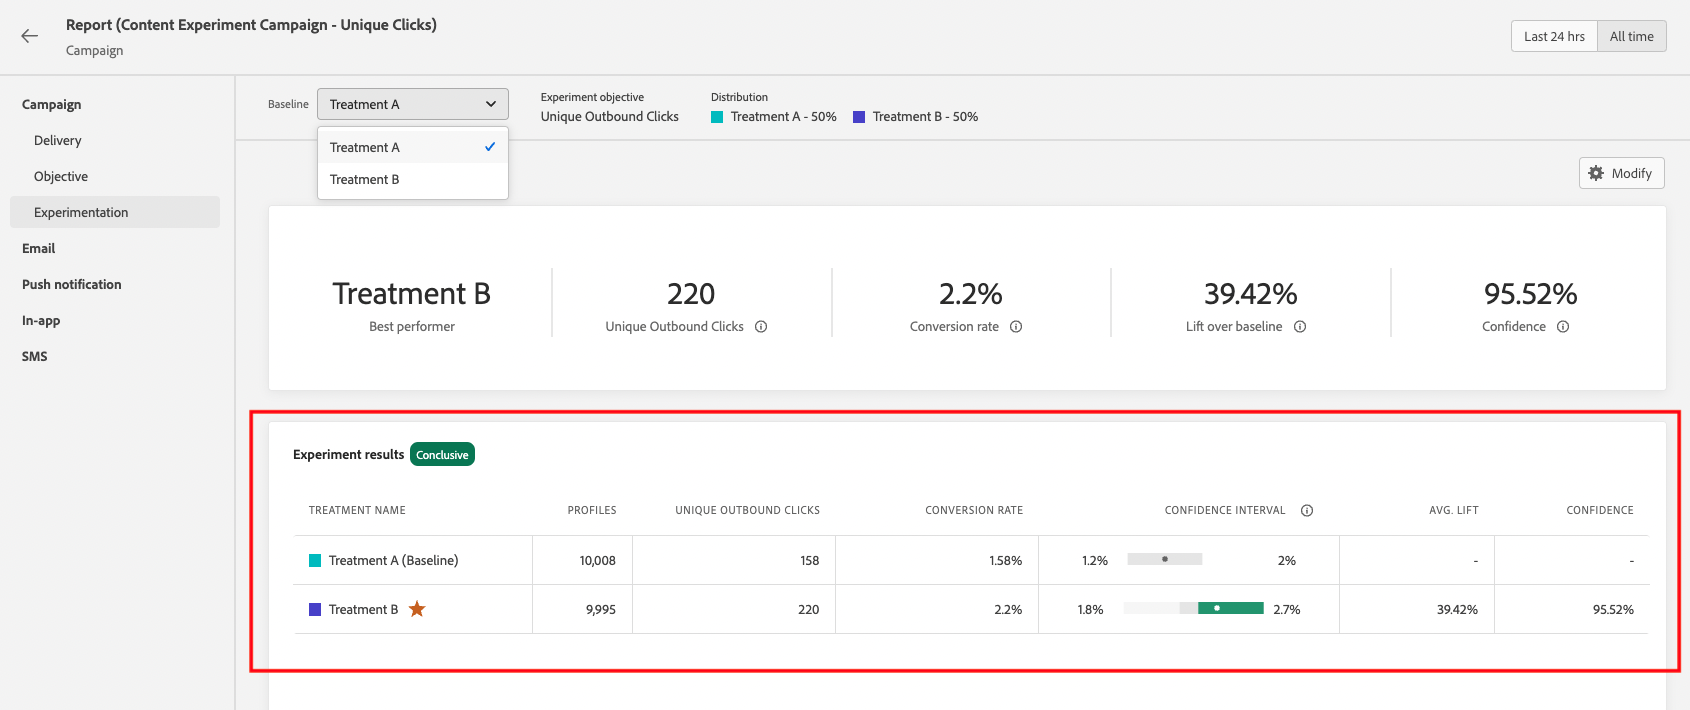 Report (Content Experiment Campaign - Unique Clicks)
Campaign
Last 24 hrs
All time
Campaign
Delivery
Objective
Experimentation
Email
Push notification
In-app
SMS
Baseline
Treatment A
Treatment A
Treatment B
Experiment objective
Unique Outbound Clicks
Distribution
Treatment A - 50%
Treatment B - 50%
Modify
Treatment B
Best performer
220
Unique Outbound Clicks
2.2%
Conversion rate
39.42%
Lift over baseline
95.52%
Confidence
Experiment results Conclusive
TREATMENT NAME PROFILES UNIQUE OUTBOUND CLICKS CONVERSION RATE CONFIDENCE INTERVAL AVG. LIFT CONFIDENCE
Treatment A (Baseline) 10,008 158 1.58% 1.2% 2% - -
Treatment B 9,995 220 2.2% 1.8% 2.7% 39.42% 95.52%